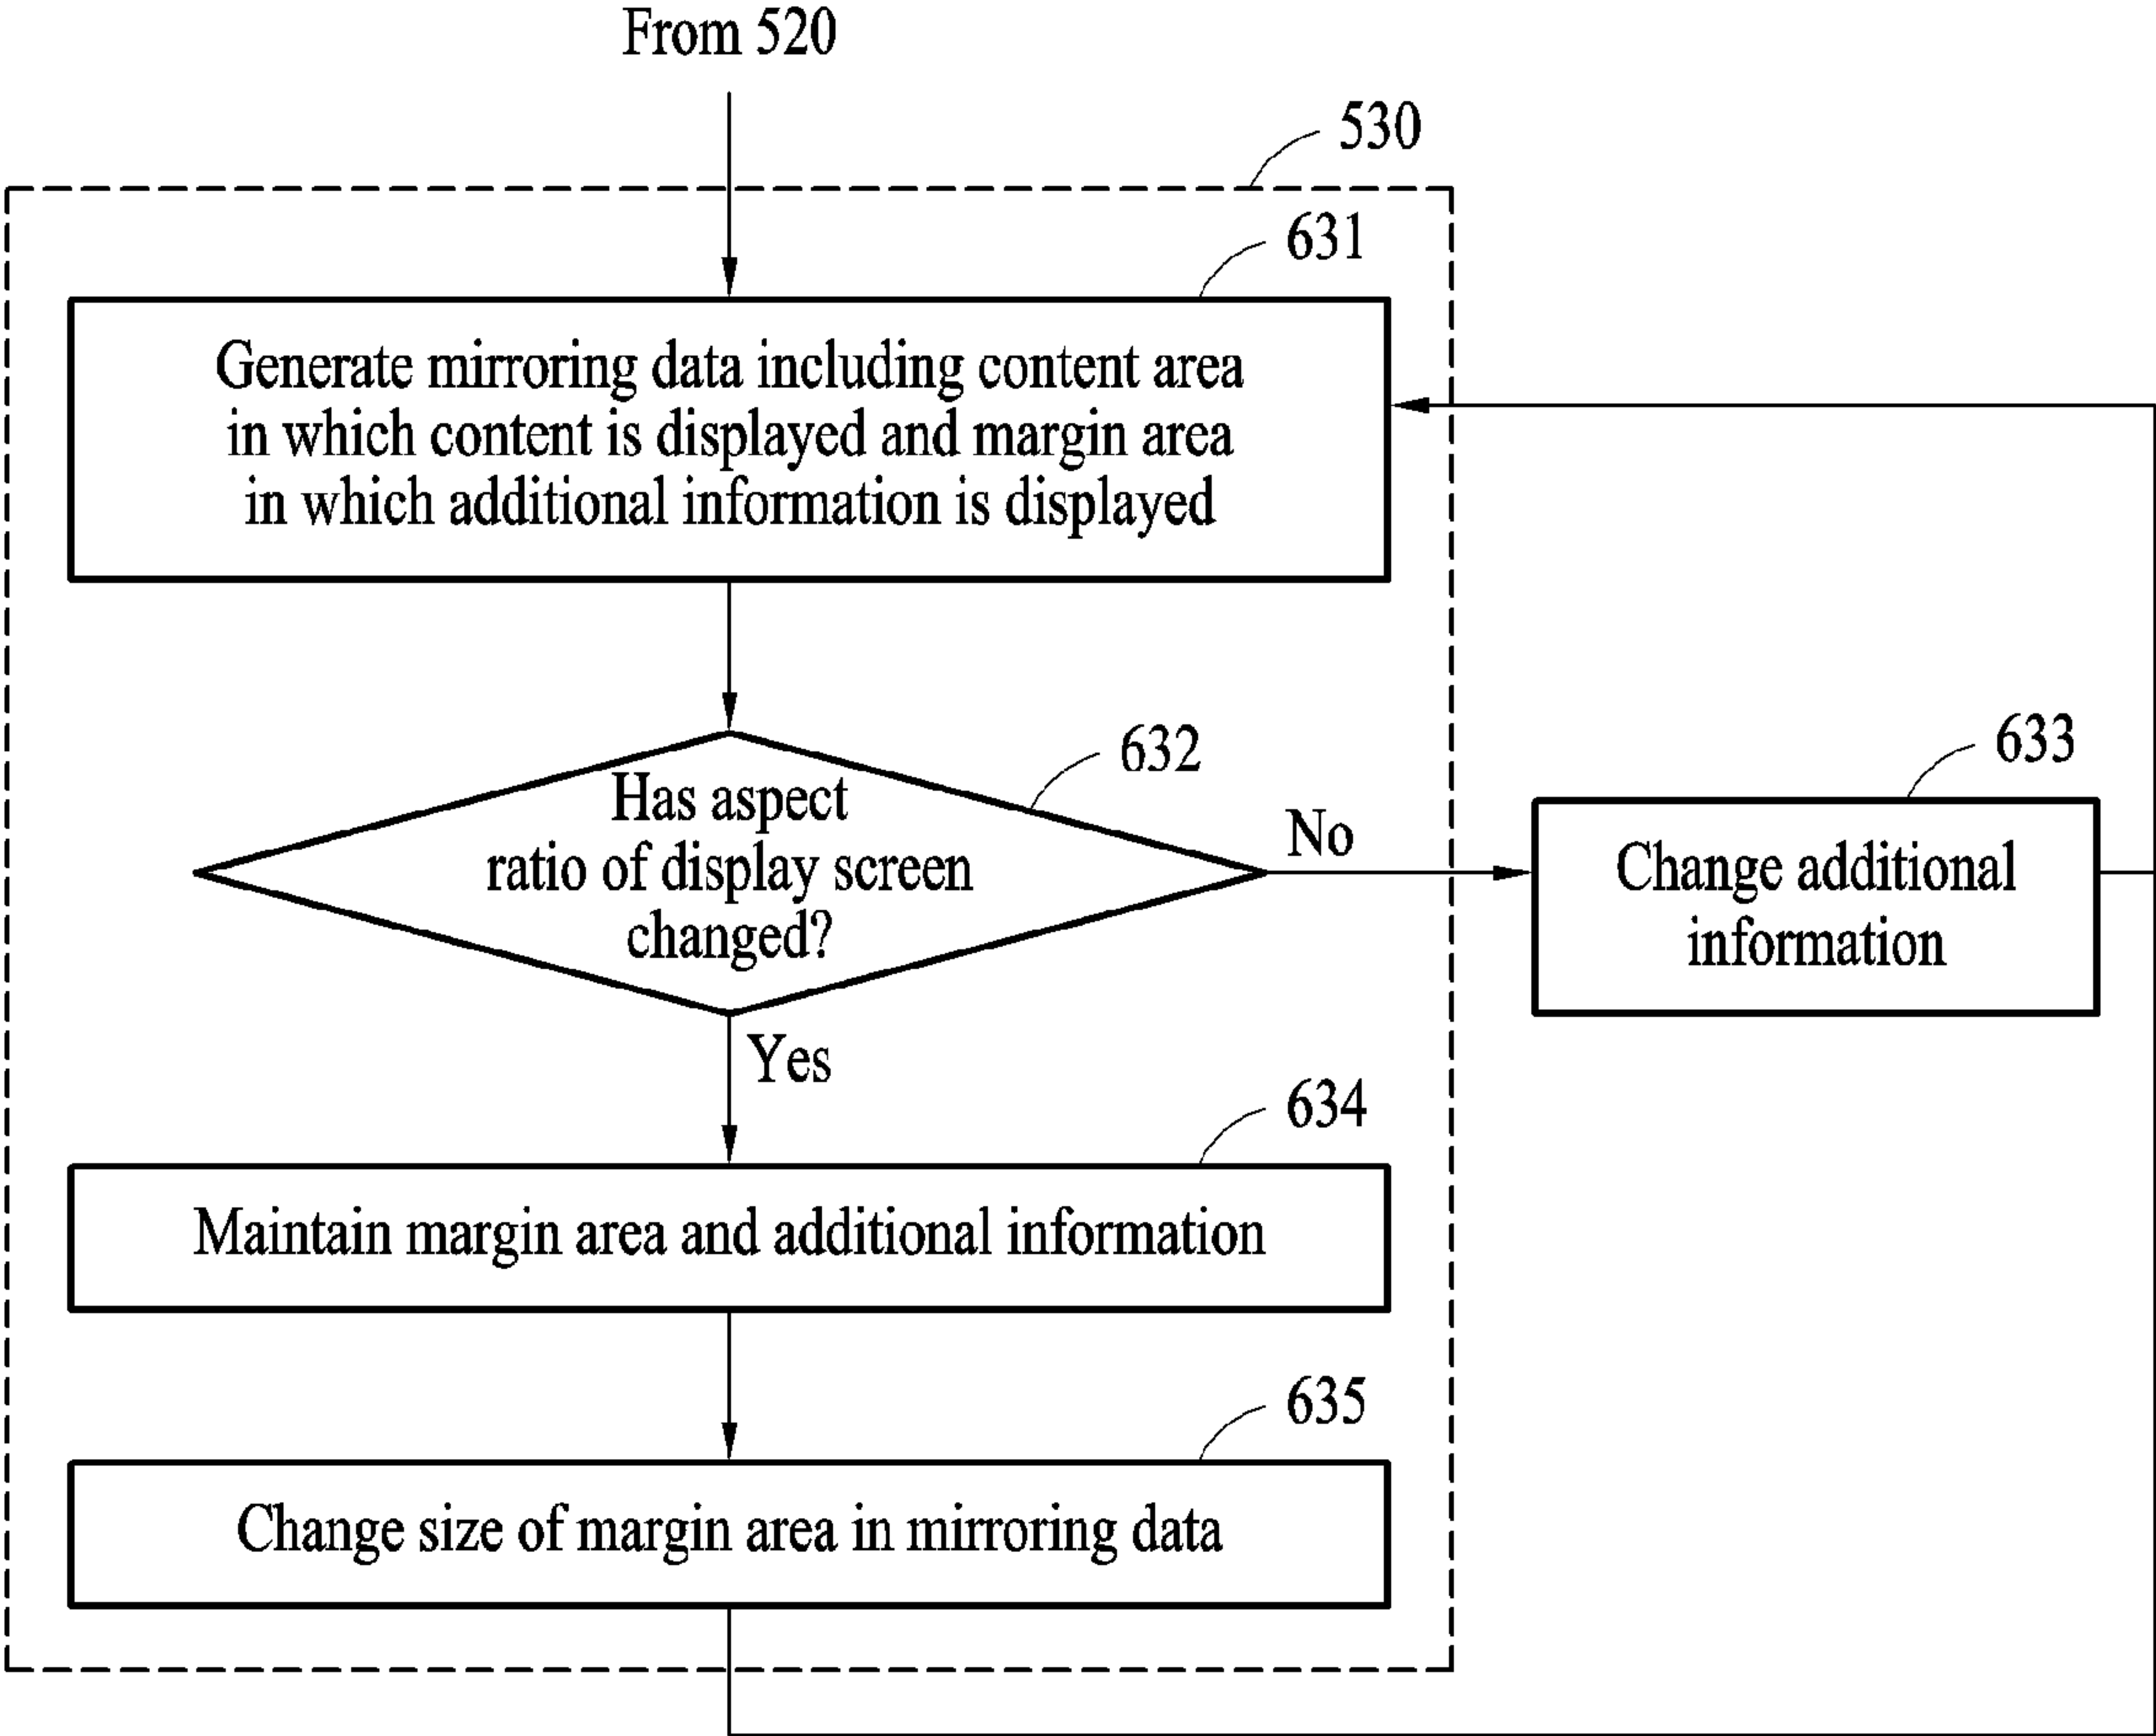 From 520
530
631
Generate mirroring data including content area
in which content is displayed and margin area
in which additional information is displayed
632
Has aspect
ratio of display screen
changed?
No
633
Change additional
information
Yes
634
Maintain margin area and additional information
635
Change size of margin area in mirroring data